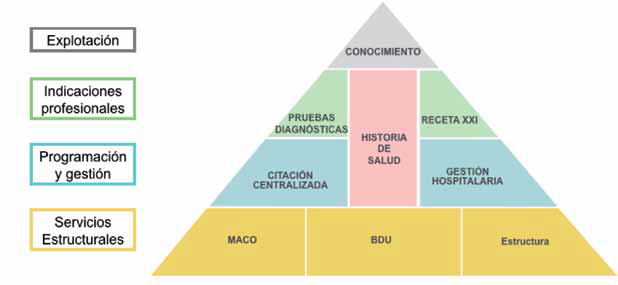 Explotación
Indicaciones
profesionales
Programación
y gestión
Servicios
Estructurales
CONOCIMIENTO
PRUEBAS
DIAGNÓSTICAS
HISTORIA
DE
SALUD
RECETA XXI
CITACIÓN
CENTRALIZADA
GESTIÓN
HOSPITALARIA
MACO
BDU
Estructura